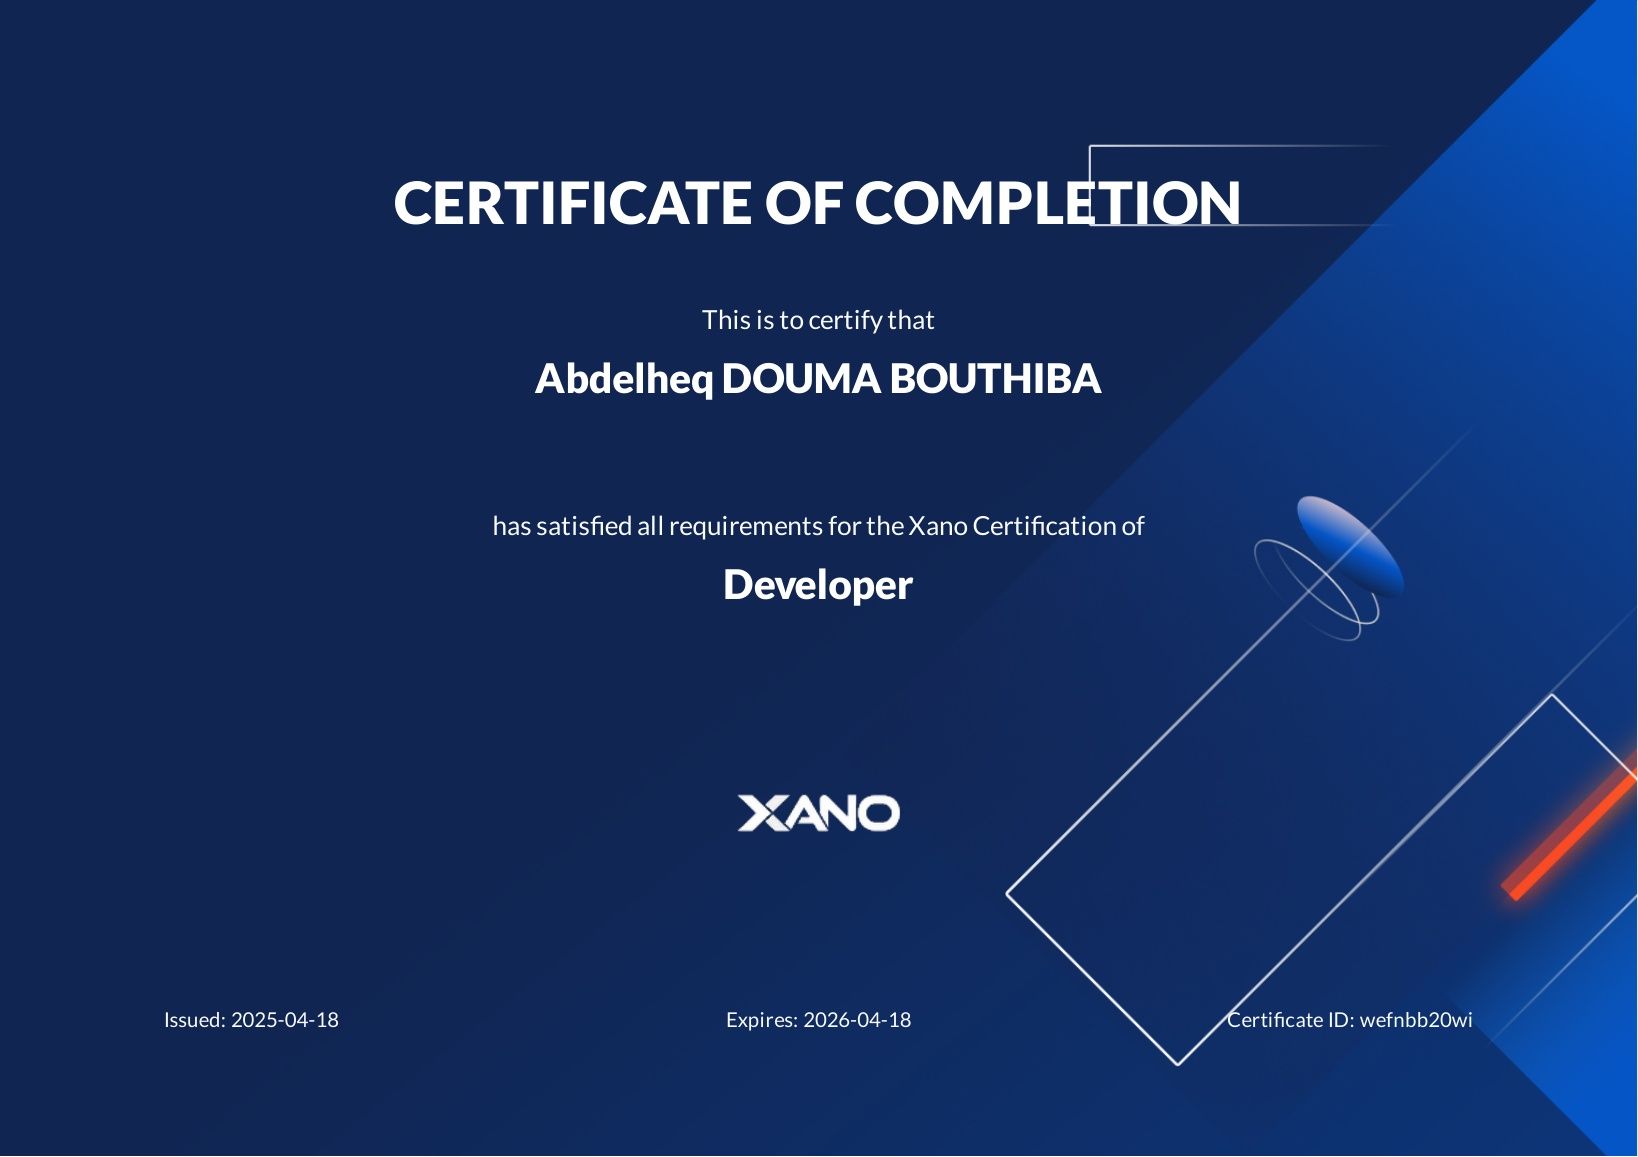 CERTIFICATE OF COMPLETION
This is to certify that
Abdelheq DOUMA BOUTHIBA
has satisfied all requirements for the Xano Certification of
Developer
XANO
Issued: 2025-04-18
Expires: 2026-04-18
Certificate ID: wefnbb20wi